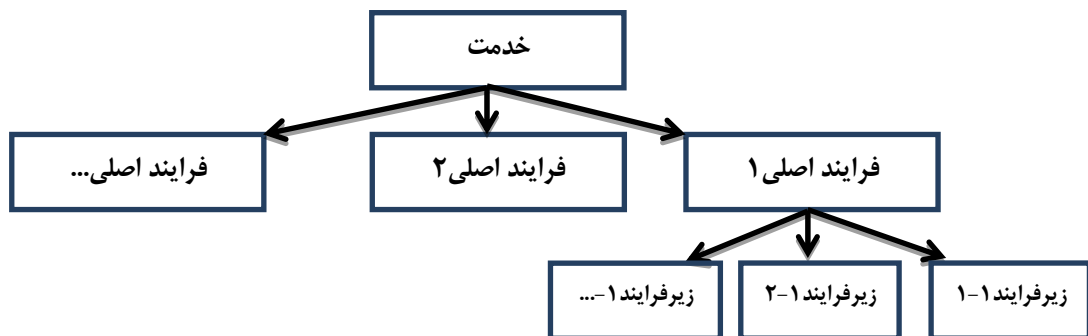 خدمت
فرایند اصلی۱
فرایند اصلی۲
فرایند اصلی...
زیرفرایند۱-۱
زیرفرایند۱-۲
زیرفرایند۱-...